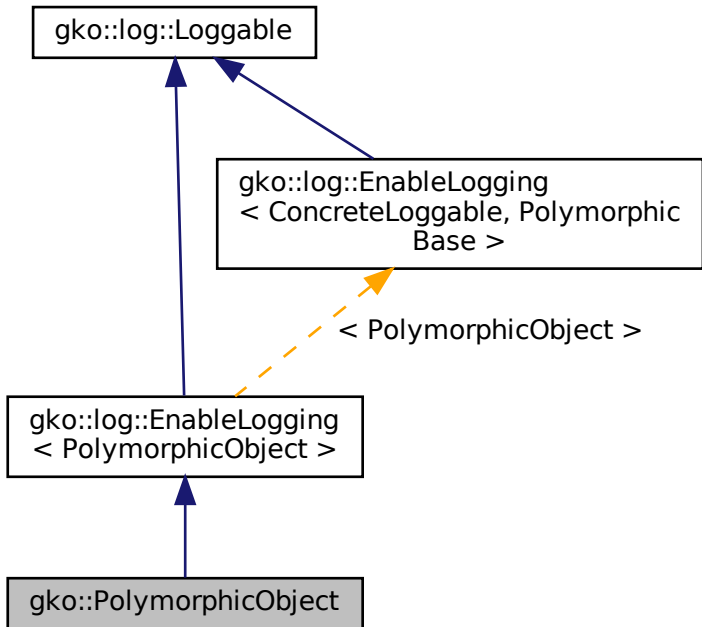 gko::log::Loggable
gko::log::EnableLogging
< ConcreteLoggable, Polymorphic
Base >
< PolymorphicObject >
gko::log::EnableLogging
< PolymorphicObject >
gko::PolymorphicObject